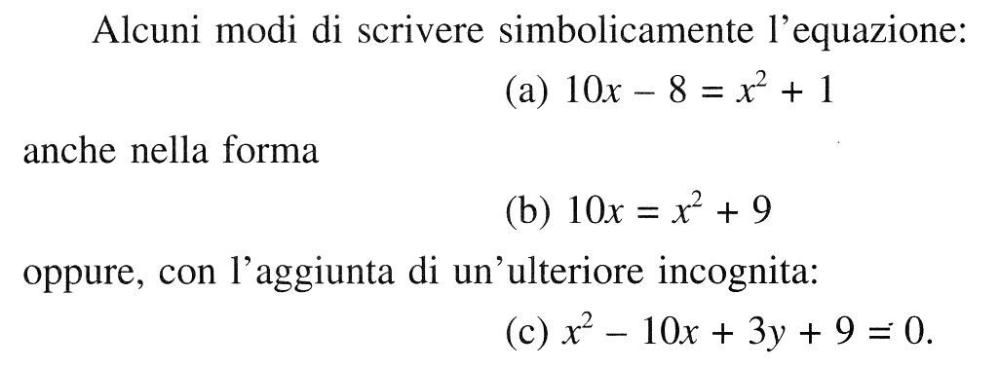 Alcuni modi di scrivere simbolicamente l'equazione:
(a) 10x – 8 = x² + 1
anche nella forma
(b) 10x = x² + 9
oppure, con l'aggiunta di un'ulteriore incognita:
(c) x² – 10x + 3y + 9 = 0.